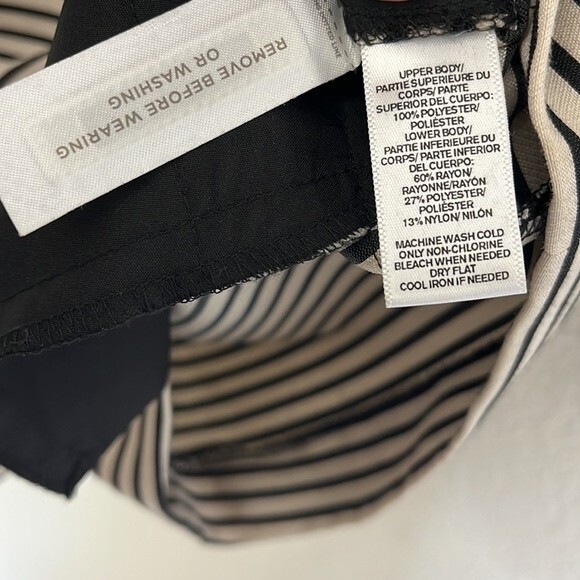 REMOVE BEFORE WEARING
OR WASHING
UPPER BODY/
PARTIE SUPERIEURE DU
CORPS/ PARTE
SUPERIOR DEL CUERPO:
100% POLYESTER/
POLIÉSTER
LOWER BODY/
PARTIE INFERIEURE DU
CORPS/ PARTE INFERIOR
DEL CUERPO:
60% RAYON/
RAYONNE/RAYÓN
27% POLYESTER/
POLIÉSTER
13% NYLON/ NILÓN
MACHINE WASH COLD
ONLY NON-CHLORINE
BLEACH WHEN NEEDED
DRY FLAT
COOL IRON IF NEEDED